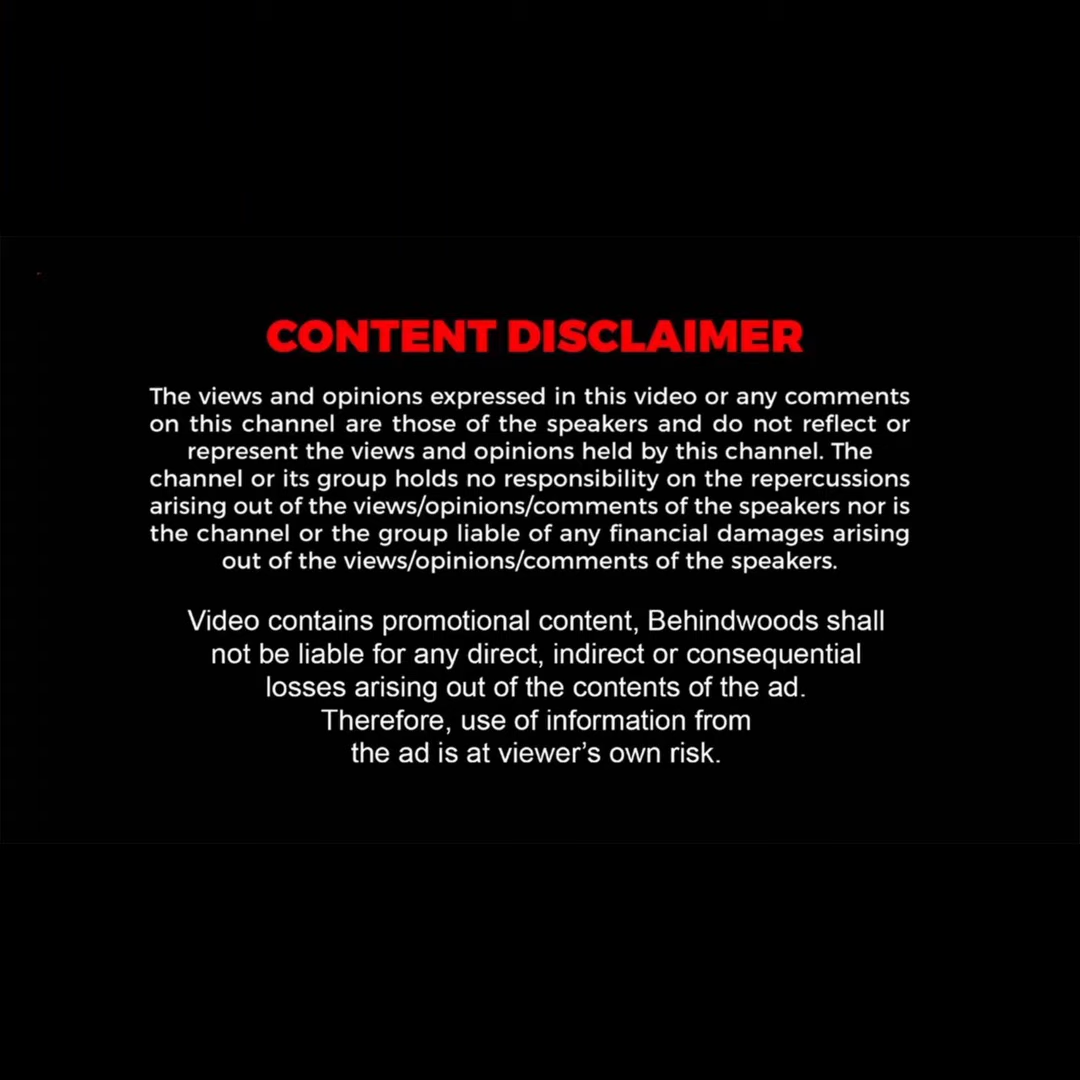 CONTENT DISCLAIMER
The views and opinions expressed in this video or any comments
on this channel are those of the speakers and do not reflect or
represent the views and opinions held by this channel. The
channel or its group holds no responsibility on the repercussions
arising out of the views/opinions/comments of the speakers nor is
the channel or the group liable of any financial damages arising
out of the views/opinions/comments of the speakers.
Video contains promotional content, Behindwoods shall
not be liable for any direct, indirect or consequential
losses arising out of the contents of the ad.
Therefore, use of information from
the ad is at viewer’s own risk.